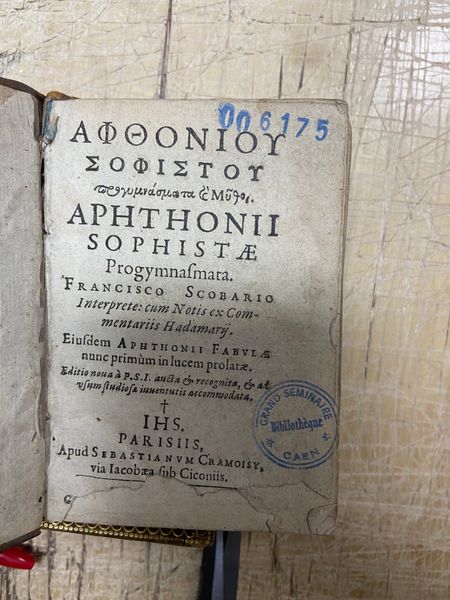 006175
ΑΦΘΟΝΙΟΥ
ΣΟΦΙΣΤΟΥ
προγυμνάσματα & Μῦθοι.
APHTHONII
SOPHISTÆ
Progymnaſmata.
FRANCISCO SCOBARIO
Interprete: cum Notis ex Com-
mentariis Hadamarij.
Eiuſdem APHTHONII FABVLÆ
nunc primùm in lucem prolatæ.
Editio noua à P.S.I. aucta & recognita, & ad
vſum ſtudioſæ iuuentutis accommodata.
†
IHS.
PARISIIS,
Apud SEBASTIANVM CRAMOISY,
via Iacobæa ſub Ciconiis.
GRAND SEMINAIRE
Bibliothèque
CAEN